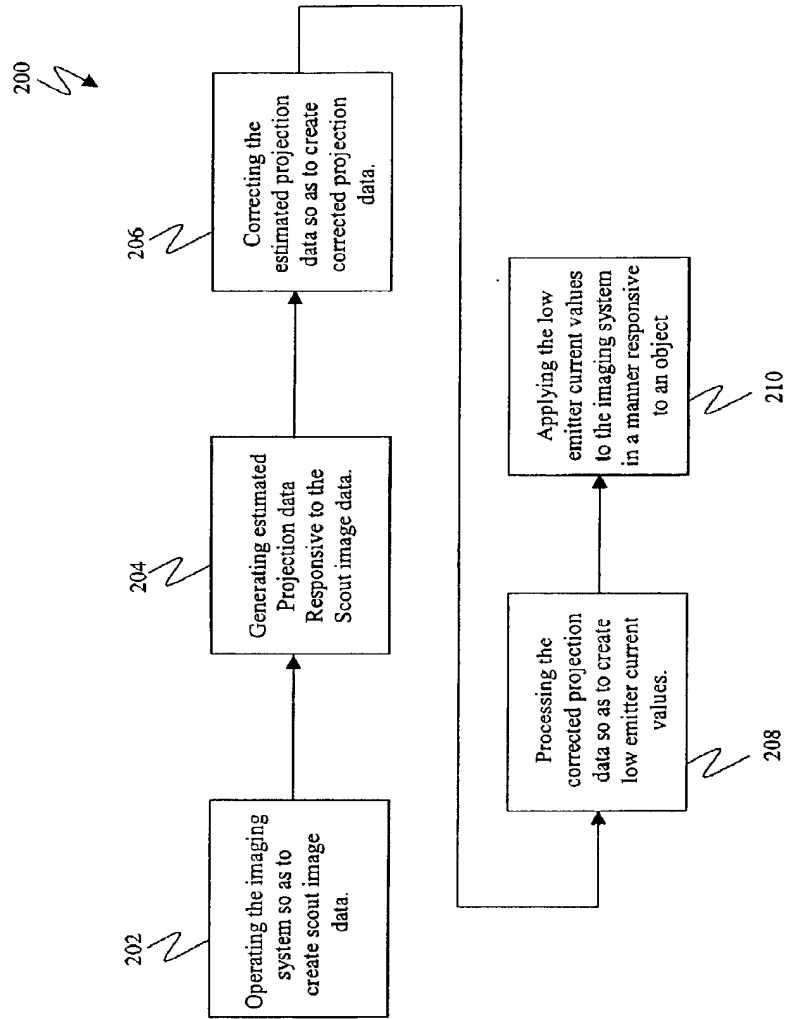 200
202
Operating the imaging
system so as to
create scout image
data.
204
Generating estimated
Projection data
Responsive to the
Scout image data.
206
Correcting the
estimated projection
data so as to create
corrected projection
data.
Processing the
corrected projection
data so as to create
low emitter current
values.
208
Applying the low
emitter current values
to the imaging system
in a manner responsive
to an object
210